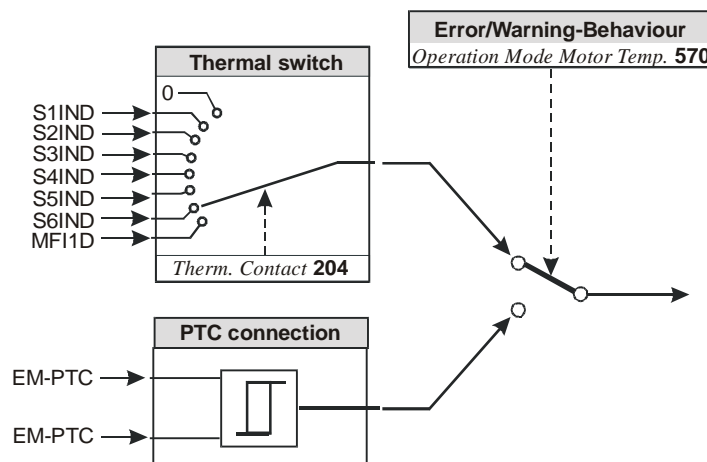 Error/Warning-Behaviour
Operation Mode Motor Temp. 570
Thermal switch
0
S1IND
S2IND
S3IND
S4IND
S5IND
S6IND
MFI1D
Therm. Contact 204
PTC connection
EM-PTC
EM-PTC